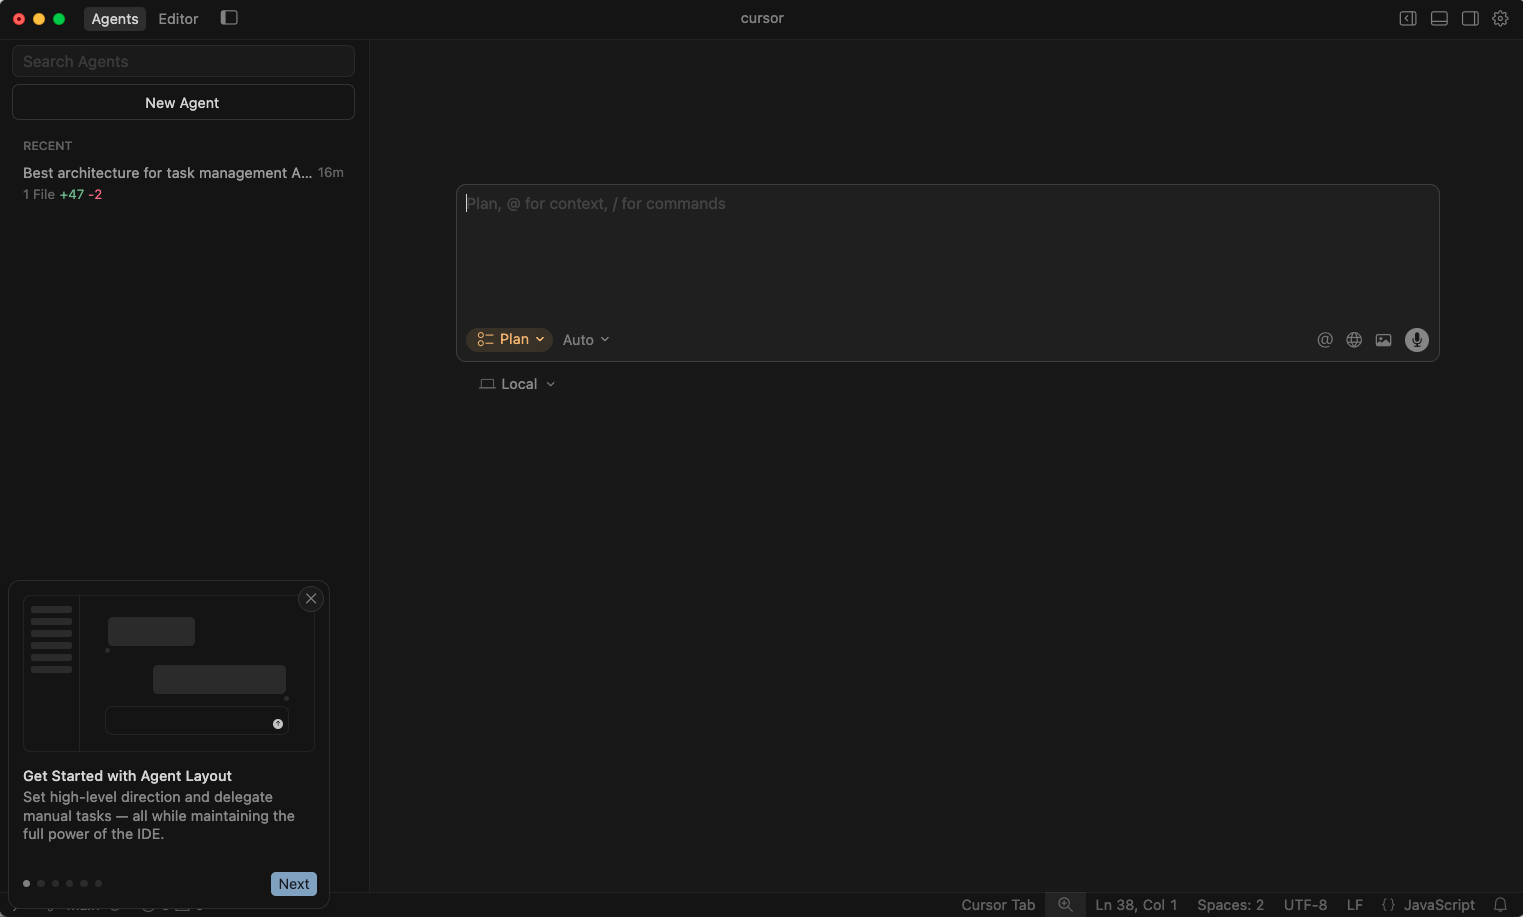 Agents Editor cursor
Search Agents
New Agent
RECENT
Best architecture for task management A... 16m
1 File +47 -2
Plan, @ for context, / for commands
Plan Auto
Local
Get Started with Agent Layout
Set high-level direction and delegate
manual tasks — all while maintaining the
full power of the IDE.
Next
Cursor Tab Ln 38, Col 1 Spaces: 2 UTF-8 LF {} JavaScript